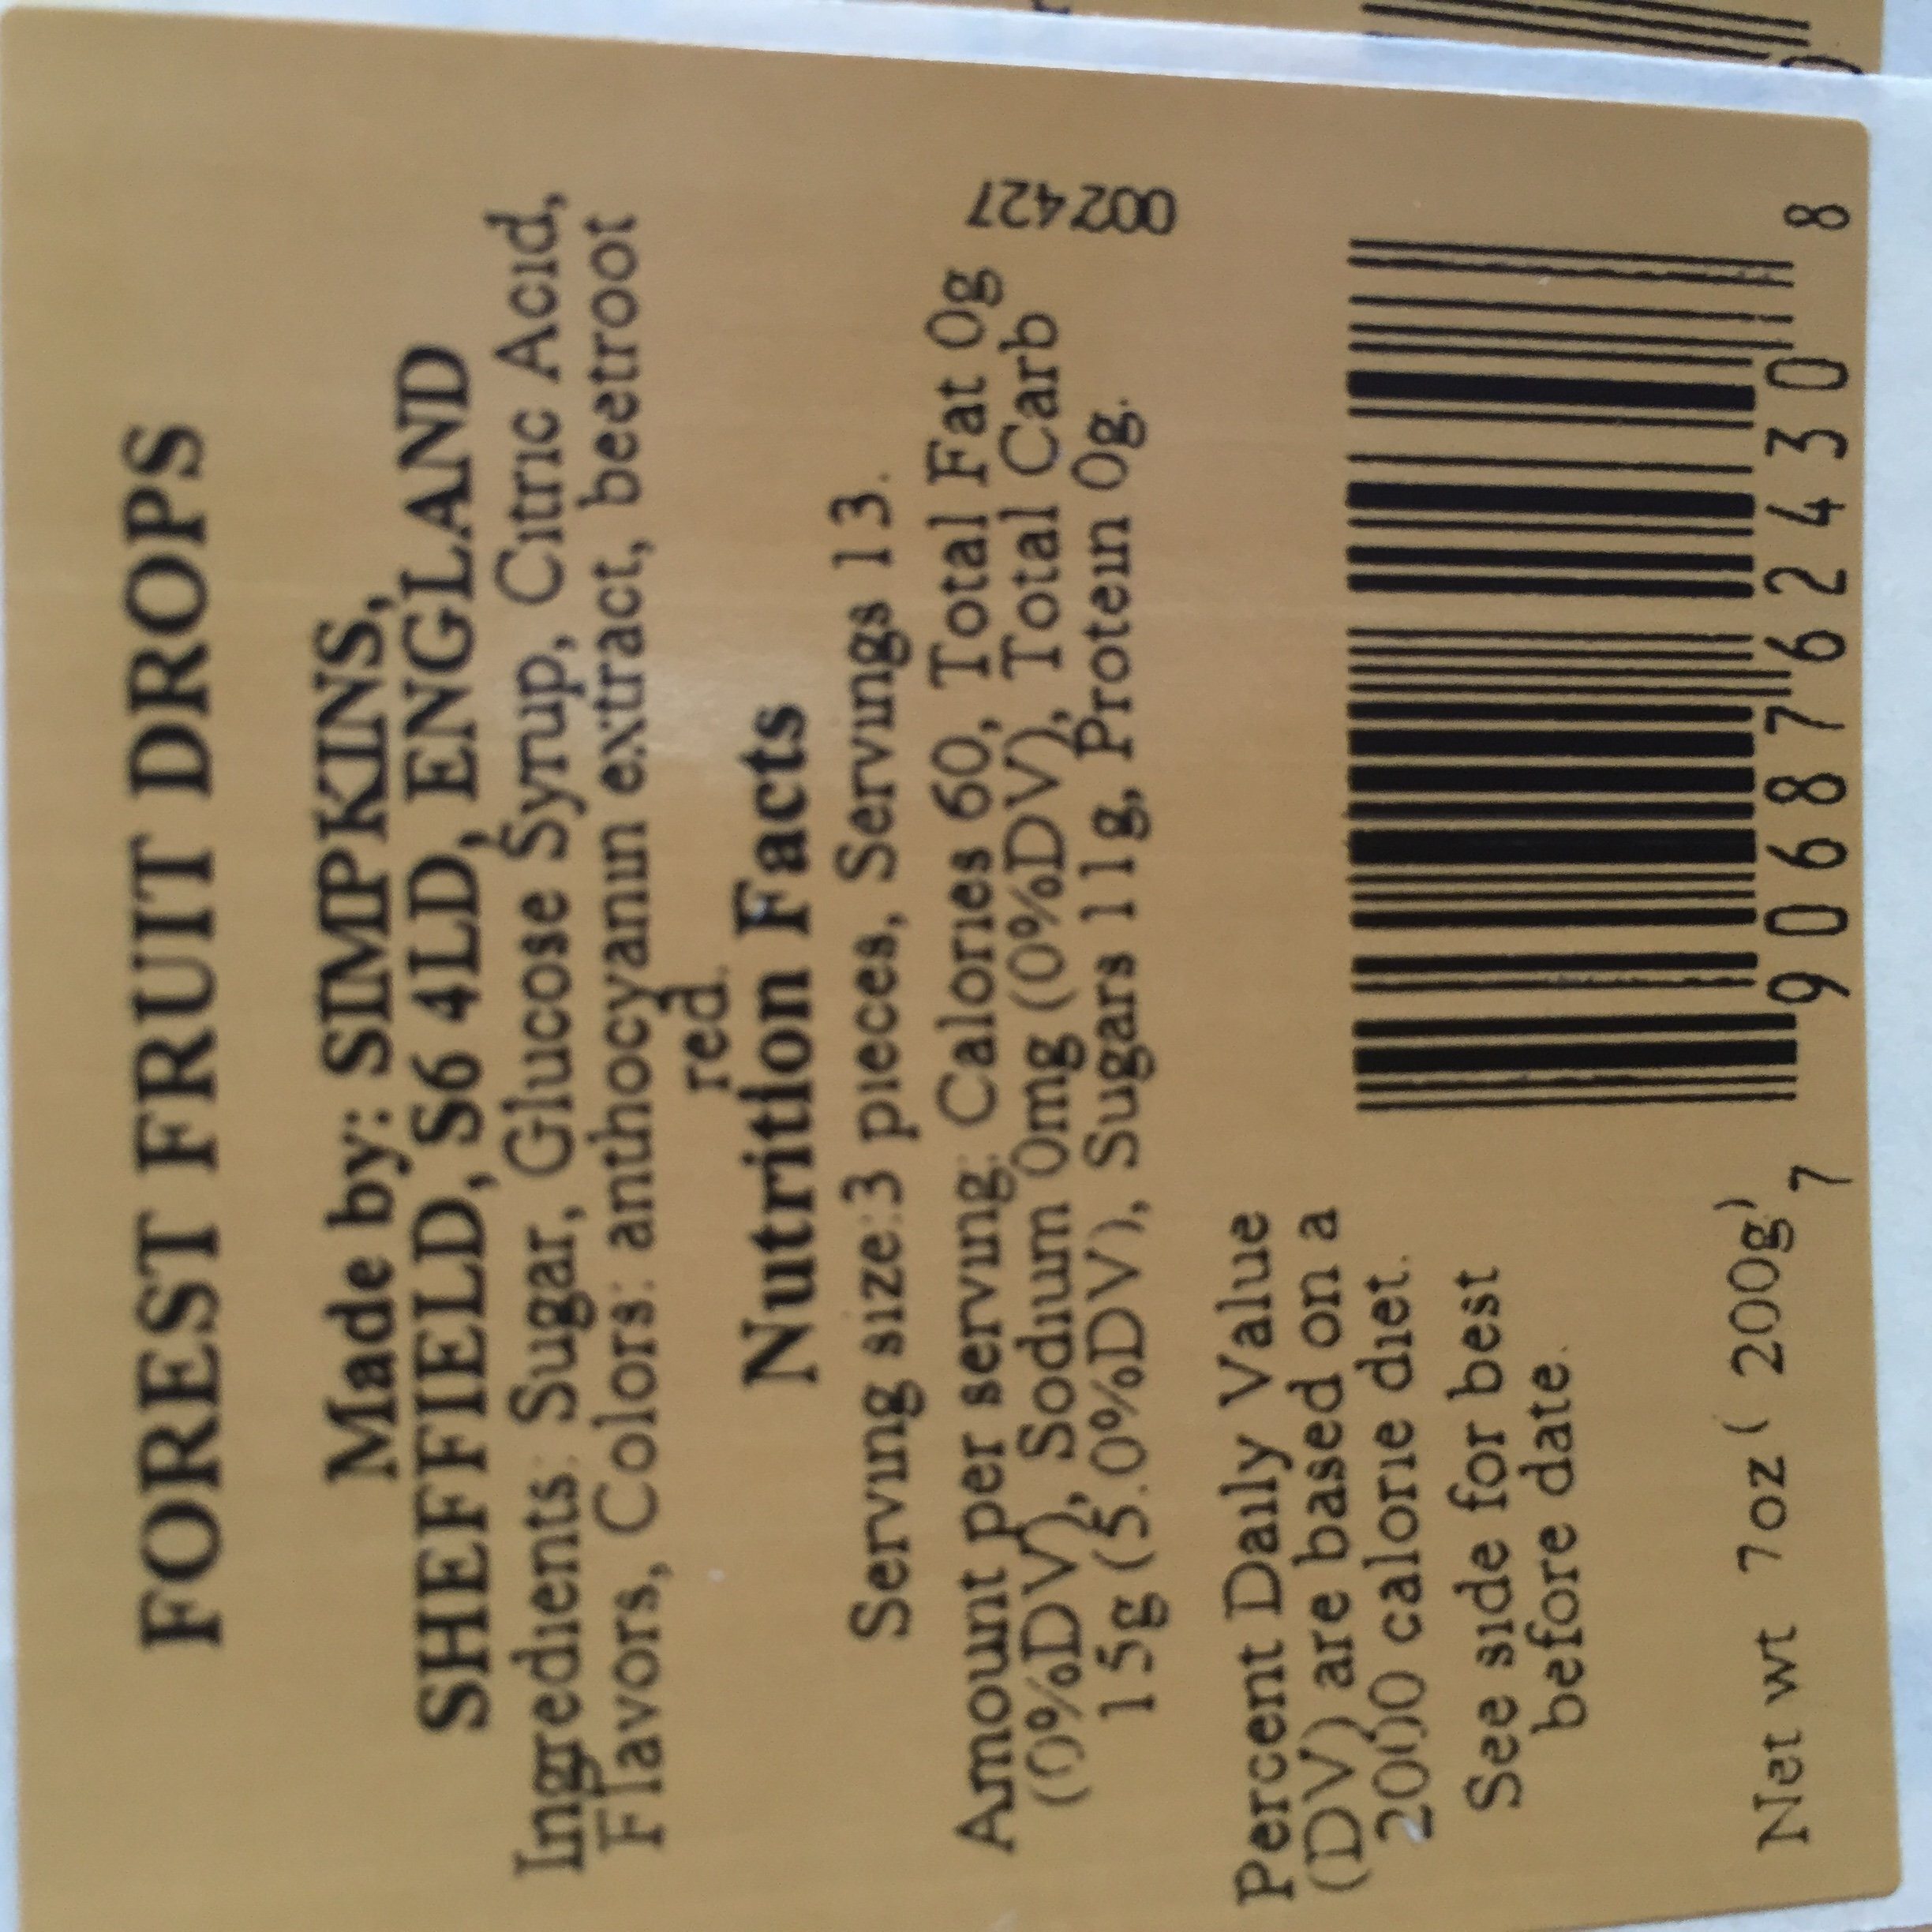 FOREST FRUIT DROPS
Made by: SIMPKINS,
SHEFFIELD, S6 4LD, ENGLAND
Ingredients: Sugar, Glucose Syrup, Citric Acid,
Flavors, Colors: anthocyanin extract, beetroot
red.
Nutrition Facts
Serving size:3 pieces, Servings 13.
Amount per serving: Calories 60, Total Fat 0g
(0%DV), Sodium 0mg (0%DV), Total Carb
15g (5.0%DV), Sugars 11g, Protein 0g.
002427
Percent Daily Value
(DV) are based on a
2000 calorie diet.
See side for best
before date.
Net wt 7oz ( 200g)
7 90687 62430 8